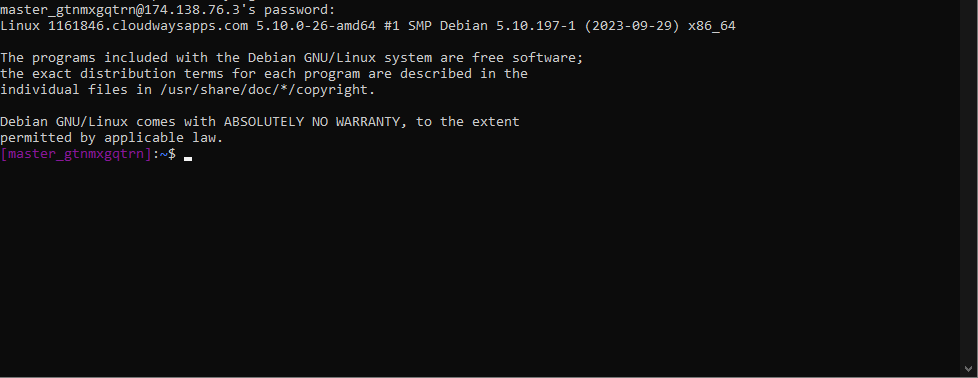 master_gtnmxgqtrn@174.138.76.3's password:
Linux 1161846.cloudwaysapps.com 5.10.0-26-amd64 #1 SMP Debian 5.10.197-1 (2023-09-29) x86_64
The programs included with the Debian GNU/Linux system are free software;
the exact distribution terms for each program are described in the
individual files in /usr/share/doc/*/copyright.
Debian GNU/Linux comes with ABSOLUTELY NO WARRANTY, to the extent
permitted by applicable law.
[master_gtnmxgqtrn]:~$